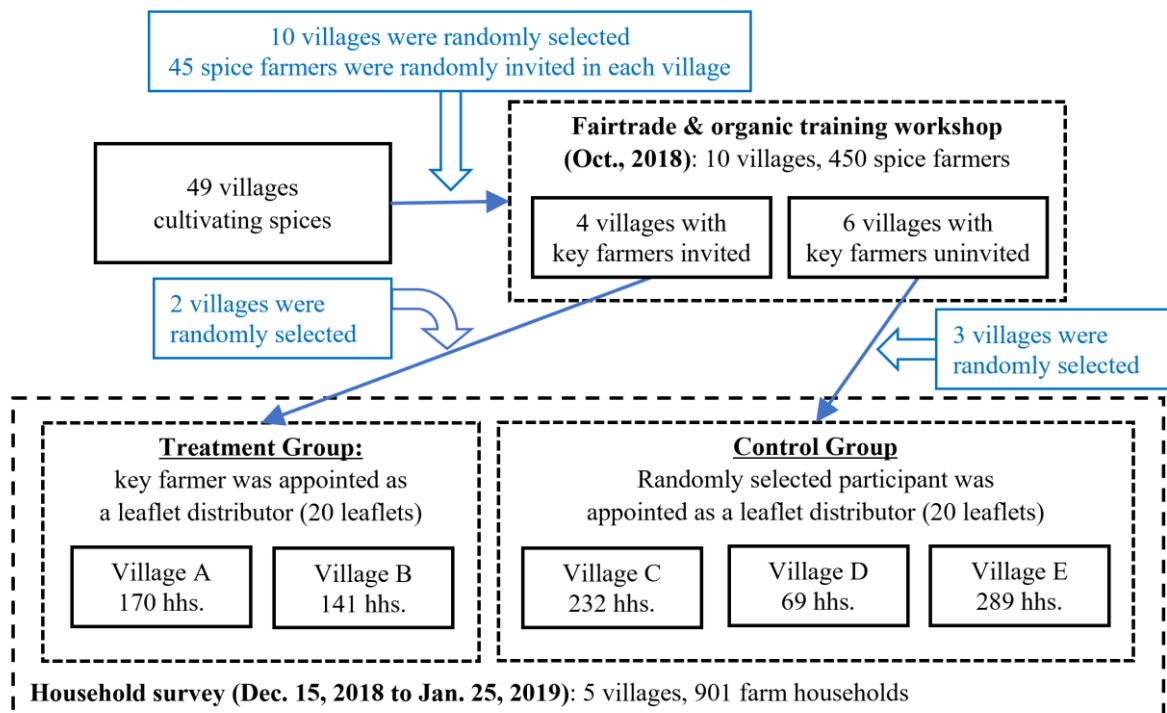 10 villages were randomly selected
45 spice farmers were randomly invited in each village
Fairtrade & organic training workshop
(Oct., 2018): 10 villages, 450 spice farmers
49 villages
cultivating spices
4 villages with
key farmers invited
6 villages with
key farmers uninvited
2 villages were
randomly selected
3 villages were
randomly selected
Treatment Group:
key farmer was appointed as
a leaflet distributor (20 leaflets)
Village A
170 hhs.
Village B
141 hhs.
Control Group
Randomly selected participant was
appointed as a leaflet distributor (20 leaflets)
Village C
232 hhs.
Village D
69 hhs.
Village E
289 hhs.
Household survey (Dec. 15, 2018 to Jan. 25, 2019): 5 villages, 901 farm households